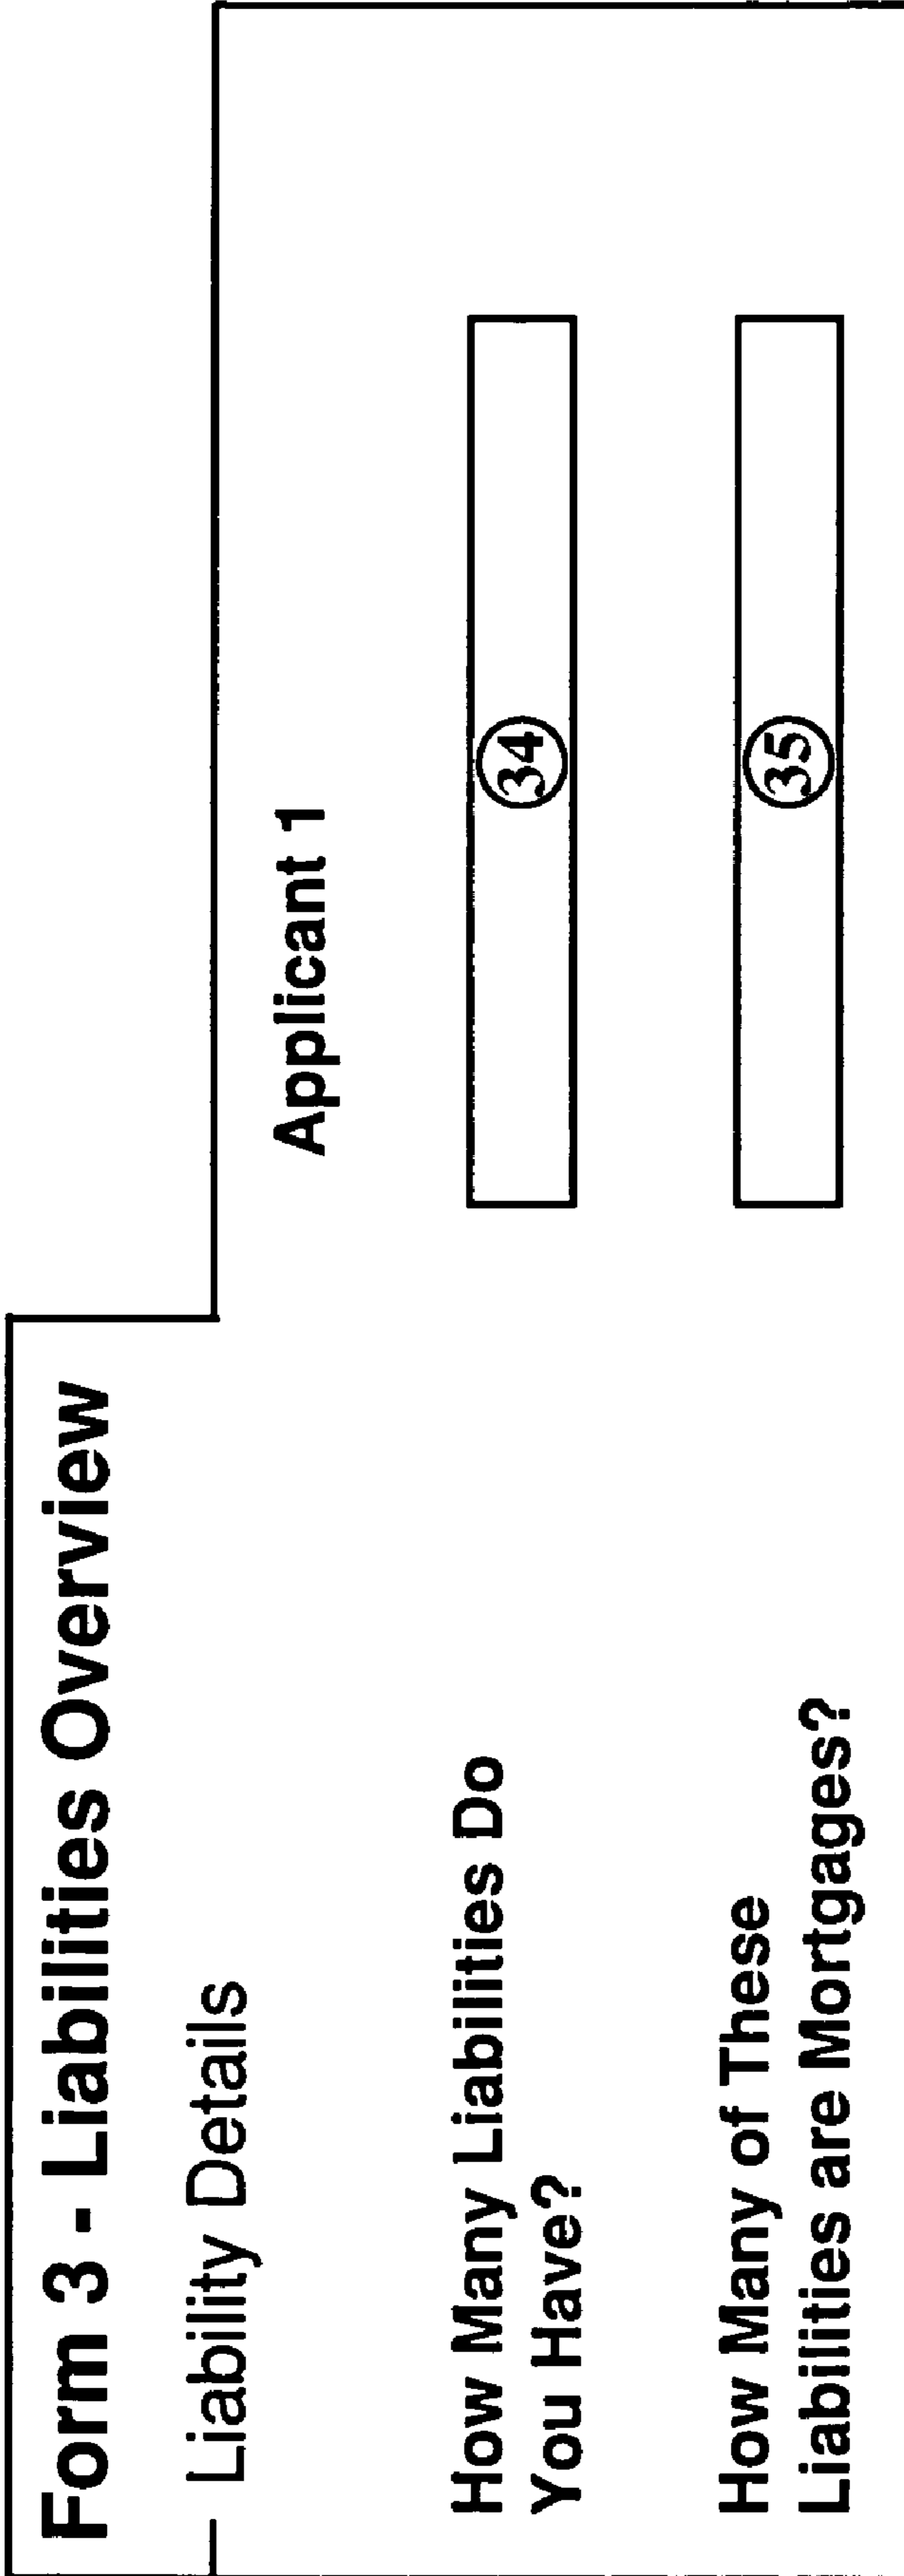 Form 3 - Liabilities Overview
Liability Details
Applicant 1
How Many Liabilities Do
You Have?
34
How Many of These
Liabilities are Mortgages?
35